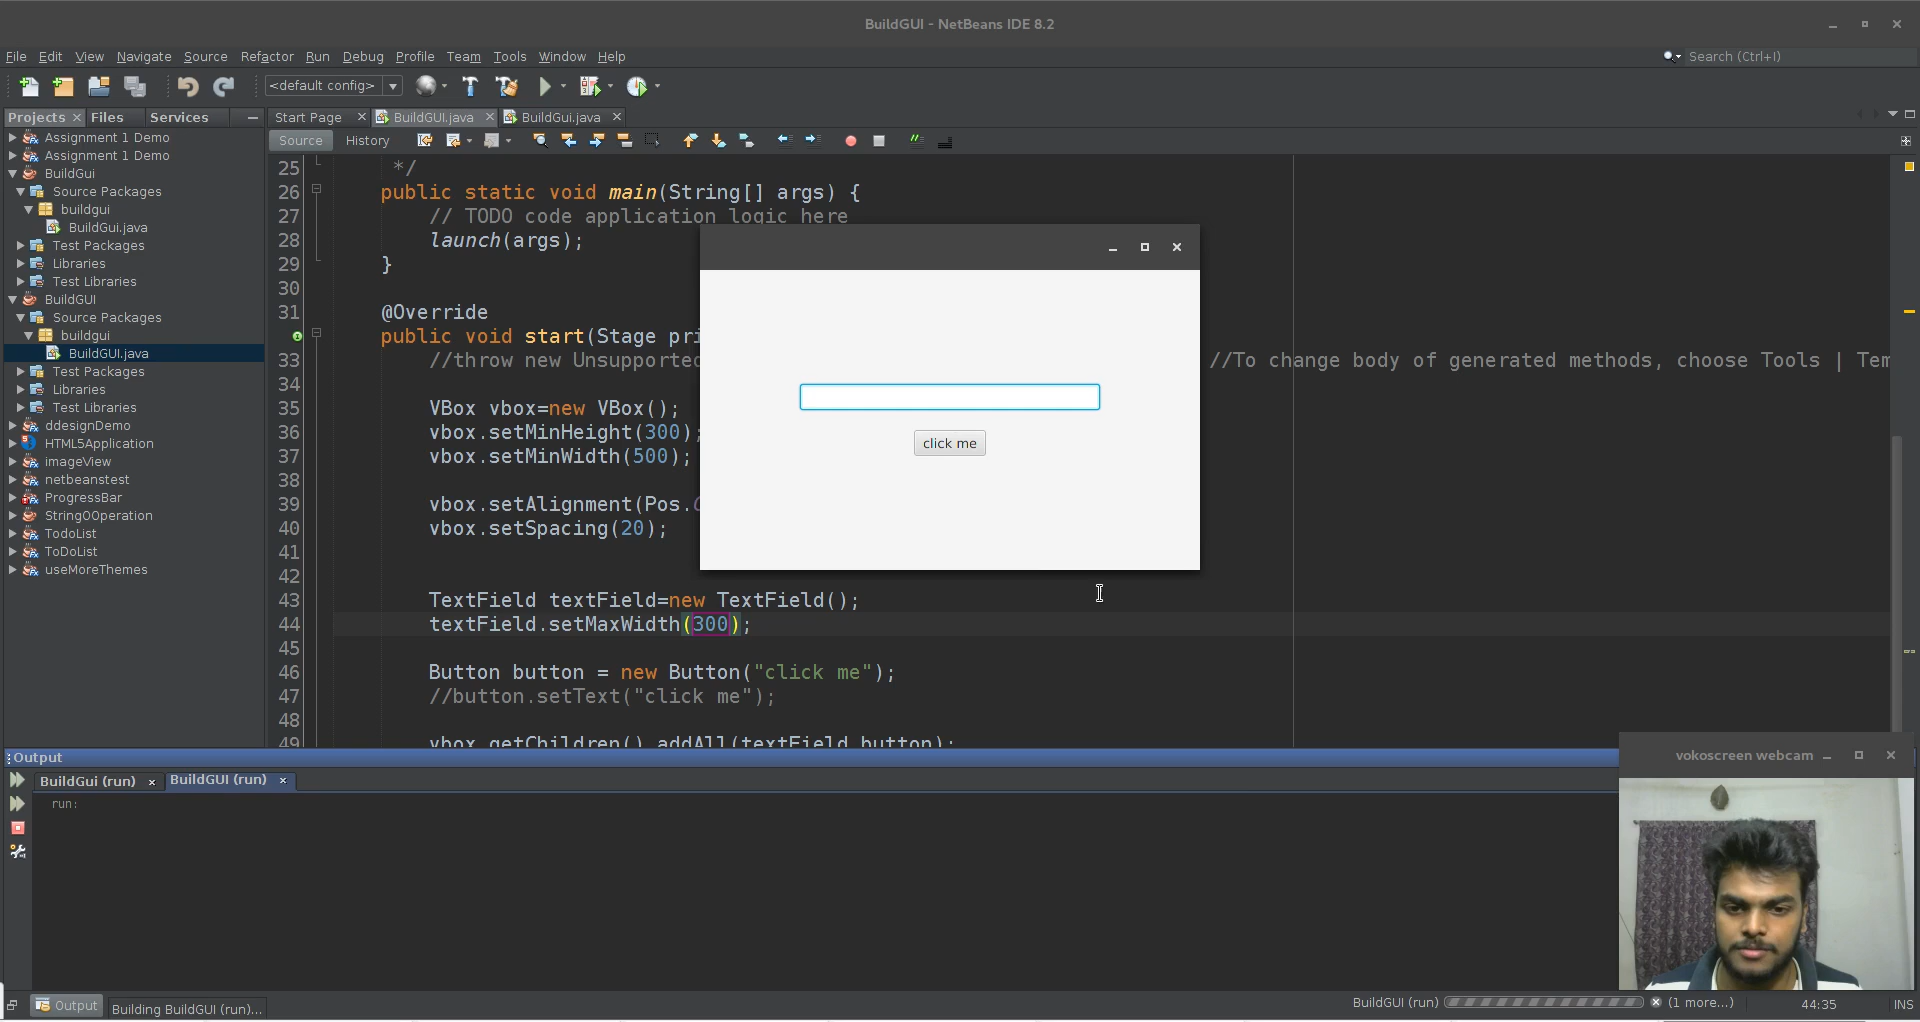 BuildGUI - NetBeans IDE 8.2
File Edit View Navigate Source Refactor Run Debug Profile Team Tools Window Help
Search (Ctrl+I)
<default config>
Projects Files Services
Start Page BuildGUI.java BuildGui.java
Source History
Assignment 1 Demo
Assignment 1 Demo
BuildGui
Source Packages
buildgui
BuildGui.java
Test Packages
Libraries
Test Libraries
BuildGUI
Source Packages
buildgui
BuildGUI.java
Test Packages
Libraries
Test Libraries
ddesignDemo
HTML5Application
imageView
netbeanstest
ProgressBar
StringOOperation
TodoList
ToDoList
useMoreThemes
25 */
26 public static void main(String[] args) {
27 // TODO code application logic here
28 launch(args);
29 }
30
31 @Override
public void start(Stage pri
33 //throw new Unsupported //To change body of generated methods, choose Tools | Tem
34
35 VBox vbox=new VBox();
36 vbox.setMinHeight(300);
37 vbox.setMinWidth(500);
38
39 vbox.setAlignment(Pos.
40 vbox.setSpacing(20);
41
42
43 TextField textField=new TextField();
44 textField.setMaxWidth(300);
45
46 Button button = new Button("click me");
47 //button.setText("click me");
48
49 vbox.getChildren().addAll(textField,button);
click me
Output
BuildGui (run) BuildGUI (run)
run:
vokoscreen webcam
Output Building BuildGUI (run)...
BuildGUI (run) (1 more...) 44:35 INS